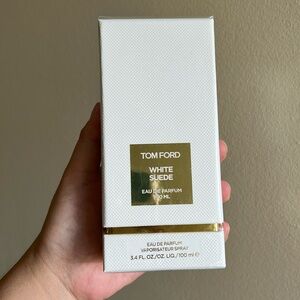 TOM FORD
WHITE
SUEDE
EAU DE PARFUM
100 ML
EAU DE PARFUM
VAPORISATEUR SPRAY
3.4 FL. OZ./OZ. LIQ. / 100 ml ℮